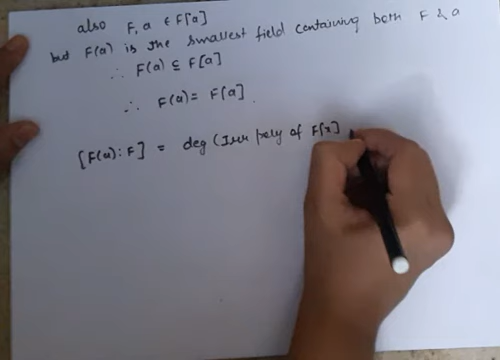 also F, a ∈ F[a]
but F(a) is the smallest field containing both F & a
∴ F(a) ⊆ F[a]
∴ F(a) = F[a].
[F(a):F] = deg (Irr poly of F[x]